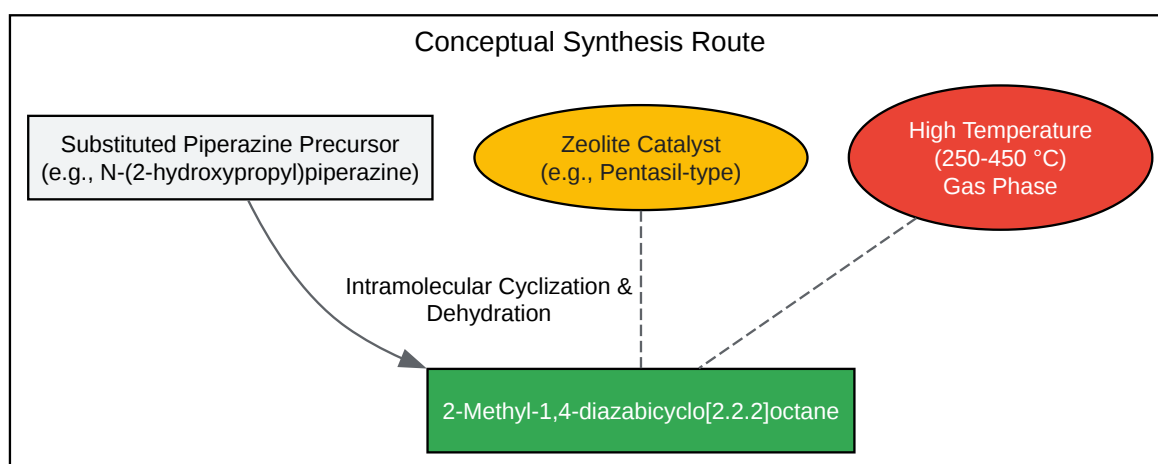 Conceptual Synthesis Route
Substituted Piperazine Precursor
(e.g., N-(2-hydroxypropyl)piperazine)
Zeolite Catalyst
(e.g., Pentasil-type)
High Temperature
(250-450 °C)
Gas Phase
Intramolecular Cyclization &
Dehydration
2-Methyl-1,4-diazabicyclo[2.2.2]octane